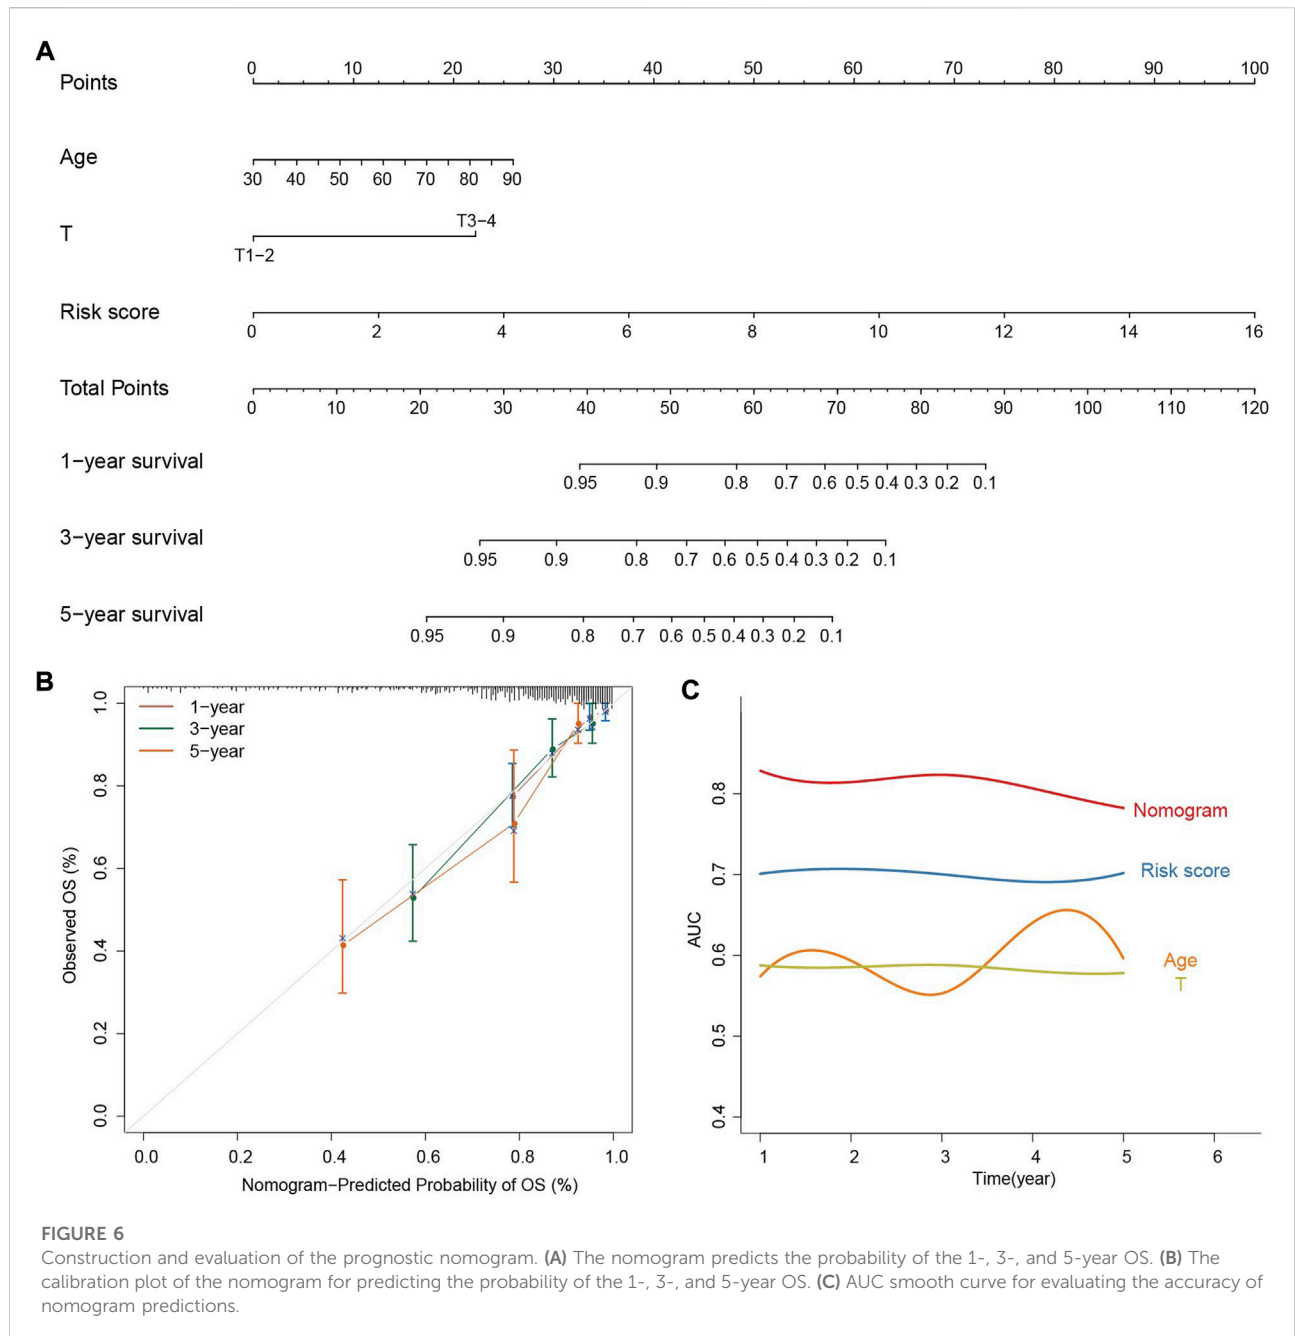 A
Points
0 10 20 30 40 50 60 70 80 90 100
Age
30 40 50 60 70 80 90
T
T3−4
T1−2
Risk score
0 2 4 6 8 10 12 14 16
Total Points
0 10 20 30 40 50 60 70 80 90 100 110 120
1−year survival
0.95 0.9 0.8 0.7 0.6 0.5 0.4 0.3 0.2 0.1
3−year survival
0.95 0.9 0.8 0.7 0.6 0.5 0.4 0.3 0.2 0.1
5−year survival
0.95 0.9 0.8 0.7 0.6 0.5 0.4 0.3 0.2 0.1
B
1−year
3−year
5−year
Observed OS (%)
0.0 0.2 0.4 0.6 0.8 1.0
0.0 0.2 0.4 0.6 0.8 1.0
Nomogram−Predicted Probability of OS (%)
C
AUC
0.4 0.5 0.6 0.7 0.8
Nomogram
Risk score
Age
T
1 2 3 4 5 6
Time(year)
FIGURE 6
Construction and evaluation of the prognostic nomogram. (A) The nomogram predicts the probability of the 1-, 3-, and 5-year OS. (B) The
calibration plot of the nomogram for predicting the probability of the 1-, 3-, and 5-year OS. (C) AUC smooth curve for evaluating the accuracy of
nomogram predictions.